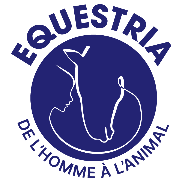 EQUESTRIA
DE L'HOMME À L'ANIMAL